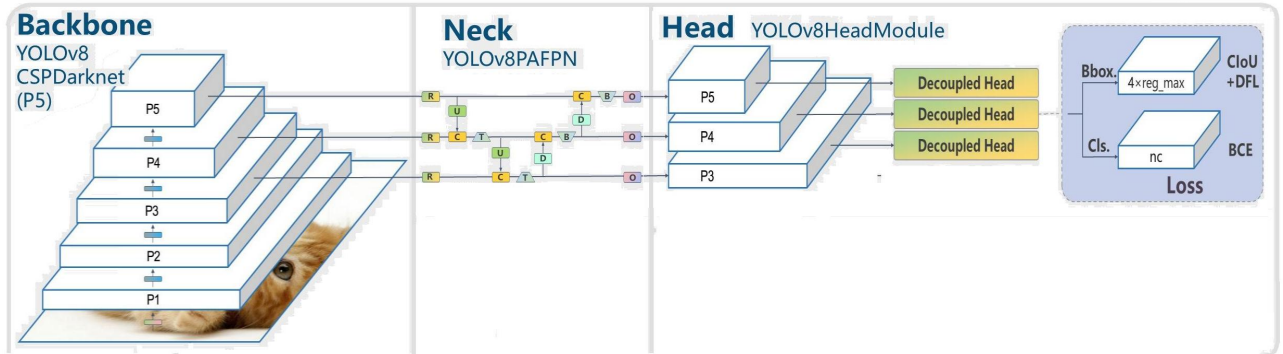 Backbone
YOLOv8
CSPDarknet
(P5)
P5
P4
P3
P2
P1
Neck
YOLOv8PAFPN
R
C
B
O
U
D
R
C
T
C
B
O
U
D
R
C
T
O
Head YOLOv8HeadModule
P5
P4
P3
Decoupled Head
Decoupled Head
Decoupled Head
Bbox.
4×reg_max
CIoU
+DFL
Cls.
nc
BCE
Loss